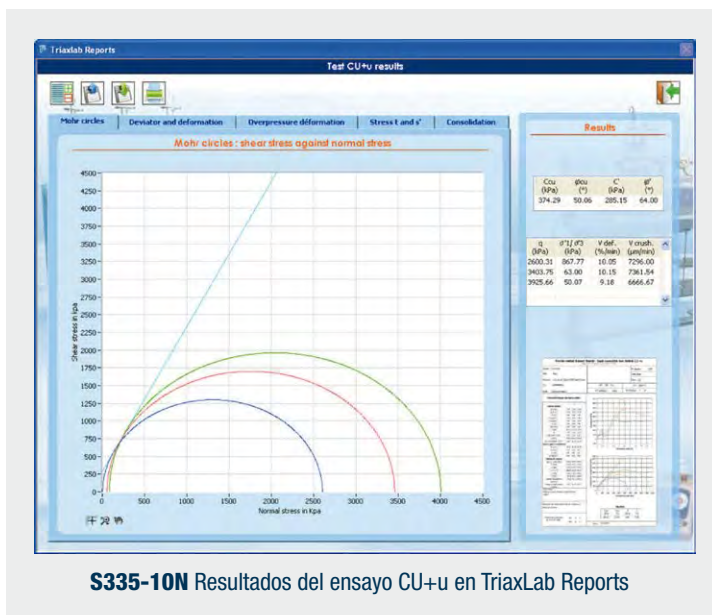 Triaxlab Reports
Test CU+u results
Mohr circles
Deviator and deformation
Overpressure déformation
Stress t and s'
Consolidation
Mohr circles : shear stress against normal stress
Shear stress in kpa
4500
4250
4000
3750
3500
3250
3000
2750
2500
2250
2000
1750
1500
1250
1000
750
500
250
0
0
500
1000
1500
2000
2500
3000
3500
4000
4500
Normal stress in Kpa
Results
Ccu φcu C' φ'
(kPa) (°) (kPa) (°)
374.29 50.06 285.15 64.00
q σ'1/ σ'3 V def. V crush.
(kPa) (kPa) (%/min) (µm/min)
2600.31 867.77 10.05 7296.00
3403.75 63.00 10.15 7361.54
3925.66 50.07 9.18 6666.67
S335-10N Resultados del ensayo CU+u en TriaxLab Reports